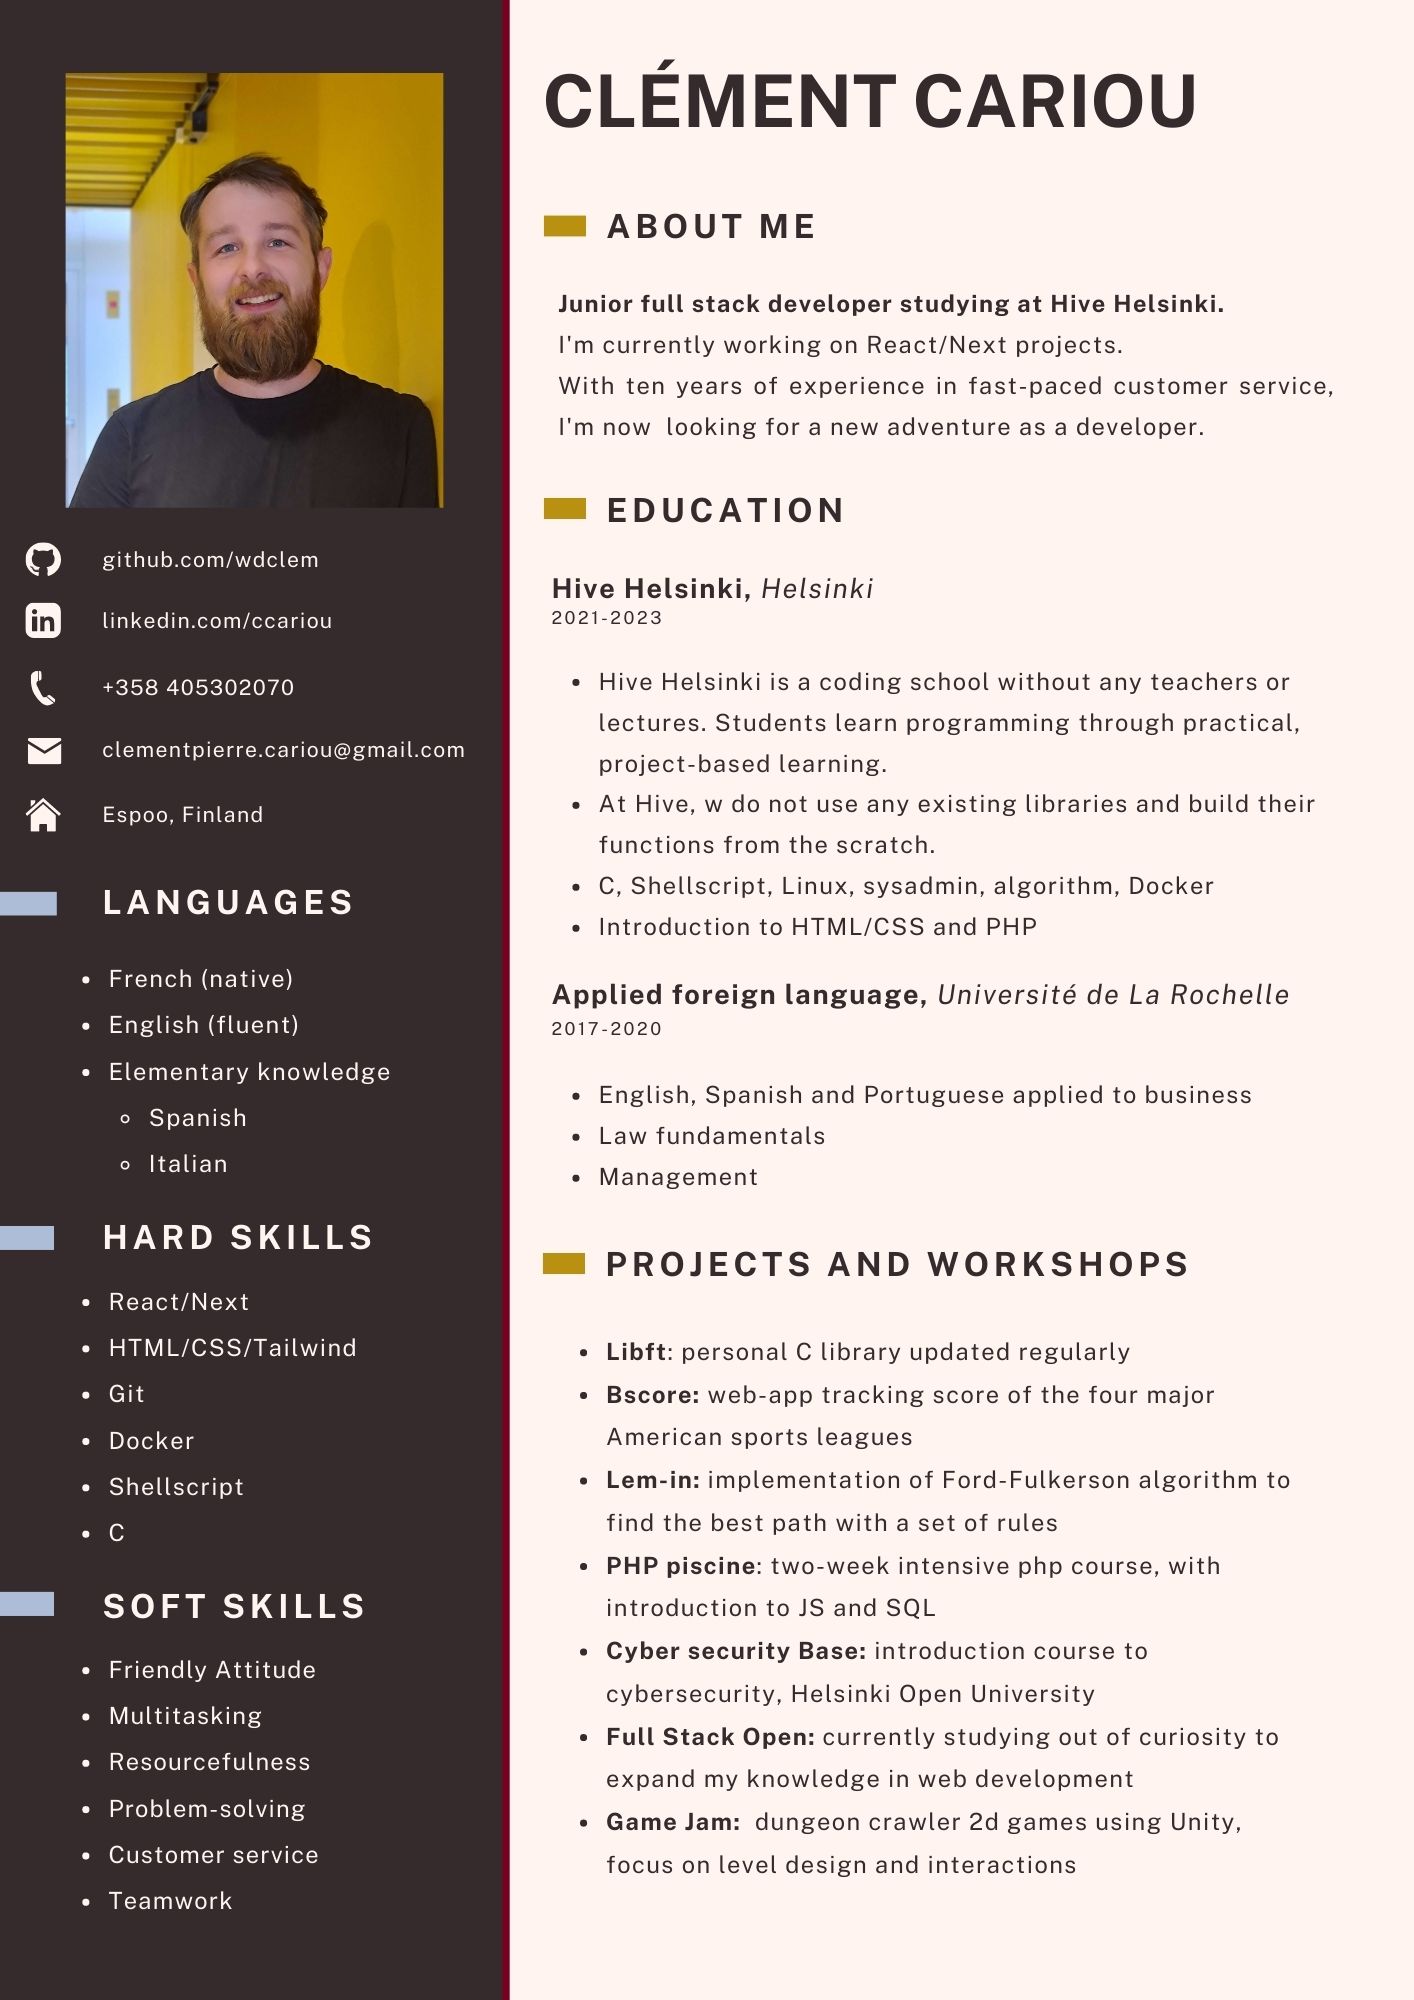 github.com/wdclem
linkedin.com/ccariou
+358 405302070
clementpierre.cariou@gmail.com
Espoo, Finland
LANGUAGES
French (native)
English (fluent)
Elementary knowledge
Spanish
Italian
HARD SKILLS
React/Next
HTML/CSS/Tailwind
Git
Docker
Shellscript
C
SOFT SKILLS
Friendly Attitude
Multitasking
Resourcefulness
Problem-solving
Customer service
Teamwork
CLÉMENT CARIOU
ABOUT ME
Junior full stack developer studying at Hive Helsinki.
I'm currently working on React/Next projects.
With ten years of experience in fast-paced customer service,
I'm now looking for a new adventure as a developer.
EDUCATION
Hive Helsinki, Helsinki
2021-2023
Hive Helsinki is a coding school without any teachers or
lectures. Students learn programming through practical,
project-based learning.
At Hive, w do not use any existing libraries and build their
functions from the scratch.
C, Shellscript, Linux, sysadmin, algorithm, Docker
Introduction to HTML/CSS and PHP
Applied foreign language, Université de La Rochelle
2017-2020
English, Spanish and Portuguese applied to business
Law fundamentals
Management
PROJECTS AND WORKSHOPS
Libft: personal C library updated regularly
Bscore: web-app tracking score of the four major
American sports leagues
Lem-in: implementation of Ford-Fulkerson algorithm to
find the best path with a set of rules
PHP piscine: two-week intensive php course, with
introduction to JS and SQL
Cyber security Base: introduction course to
cybersecurity, Helsinki Open University
Full Stack Open: currently studying out of curiosity to
expand my knowledge in web development
Game Jam: dungeon crawler 2d games using Unity,
focus on level design and interactions